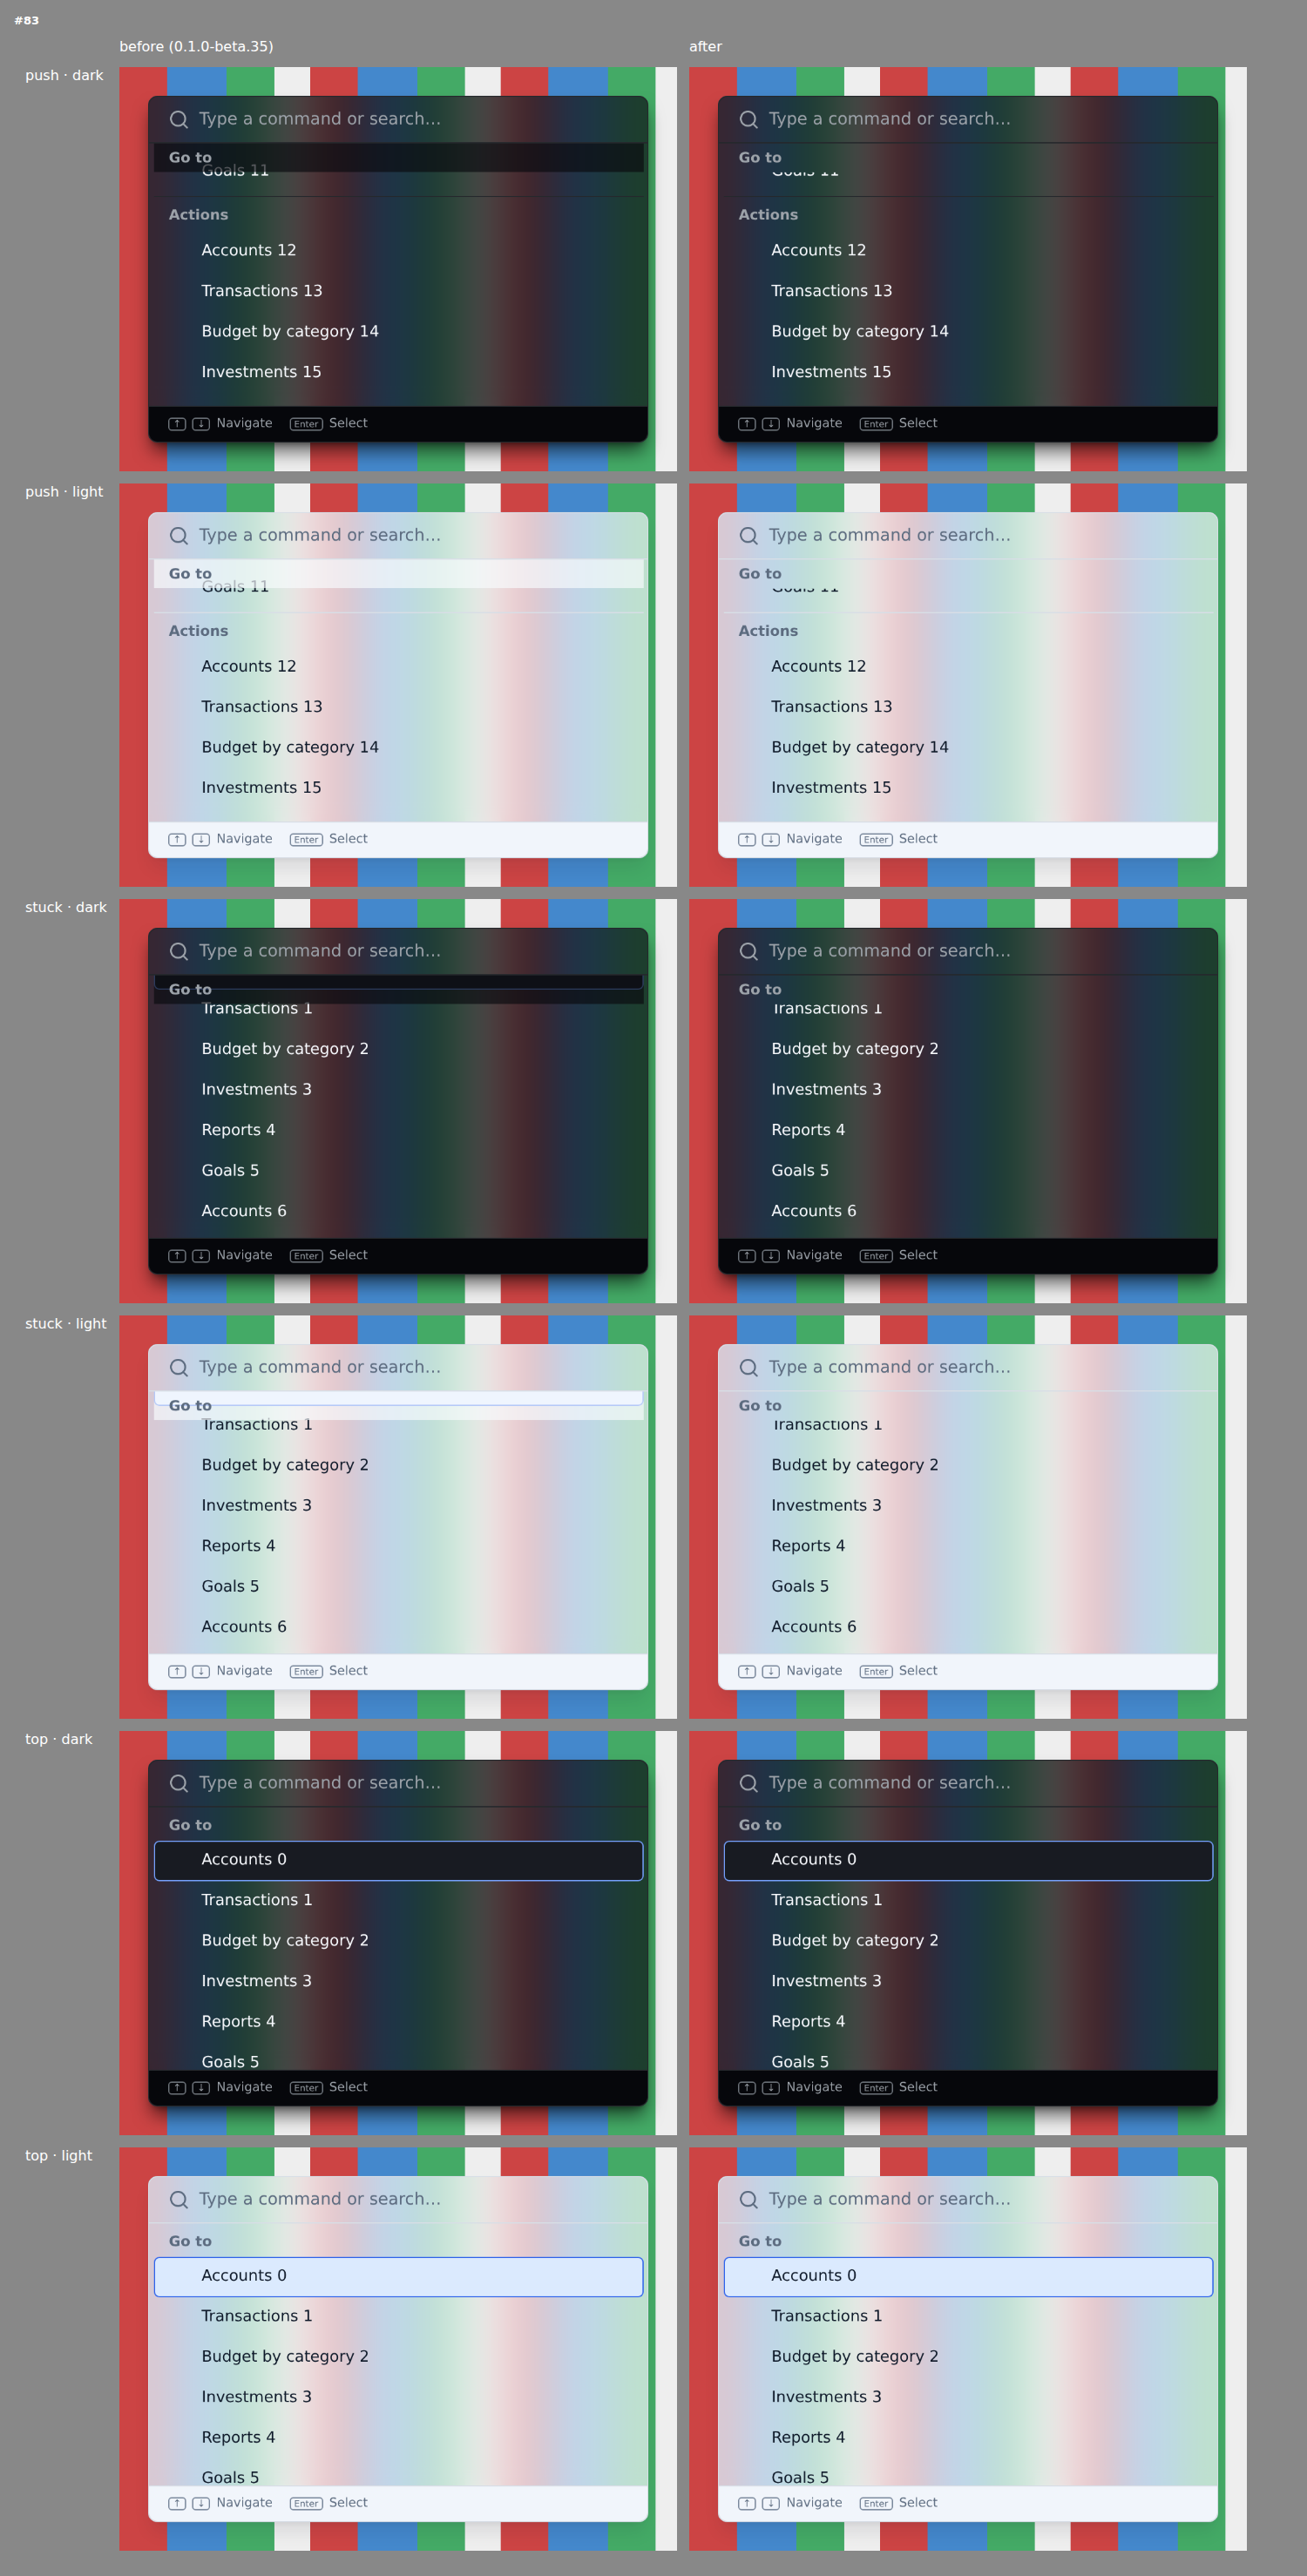 #83
before (0.1.0-beta.35) after
push · dark
Type a command or search... Type a command or search...
Go to Go to
Goals 11 Goals 11
Actions Actions
Accounts 12 Accounts 12
Transactions 13 Transactions 13
Budget by category 14 Budget by category 14
Investments 15 Investments 15
↑ ↓ Navigate Enter Select ↑ ↓ Navigate Enter Select
push · light
Type a command or search... Type a command or search...
Go to Go to
Goals 11 Goals 11
Actions Actions
Accounts 12 Accounts 12
Transactions 13 Transactions 13
Budget by category 14 Budget by category 14
Investments 15 Investments 15
↑ ↓ Navigate Enter Select ↑ ↓ Navigate Enter Select
stuck · dark
Type a command or search... Type a command or search...
Go to Go to
Transactions 1 Transactions 1
Budget by category 2 Budget by category 2
Investments 3 Investments 3
Reports 4 Reports 4
Goals 5 Goals 5
Accounts 6 Accounts 6
↑ ↓ Navigate Enter Select ↑ ↓ Navigate Enter Select
stuck · light
Type a command or search... Type a command or search...
Go to Go to
Transactions 1 Transactions 1
Budget by category 2 Budget by category 2
Investments 3 Investments 3
Reports 4 Reports 4
Goals 5 Goals 5
Accounts 6 Accounts 6
↑ ↓ Navigate Enter Select ↑ ↓ Navigate Enter Select
top · dark
Type a command or search... Type a command or search...
Go to Go to
Accounts 0 Accounts 0
Transactions 1 Transactions 1
Budget by category 2 Budget by category 2
Investments 3 Investments 3
Reports 4 Reports 4
Goals 5 Goals 5
↑ ↓ Navigate Enter Select ↑ ↓ Navigate Enter Select
top · light
Type a command or search... Type a command or search...
Go to Go to
Accounts 0 Accounts 0
Transactions 1 Transactions 1
Budget by category 2 Budget by category 2
Investments 3 Investments 3
Reports 4 Reports 4
Goals 5 Goals 5
↑ ↓ Navigate Enter Select ↑ ↓ Navigate Enter Select